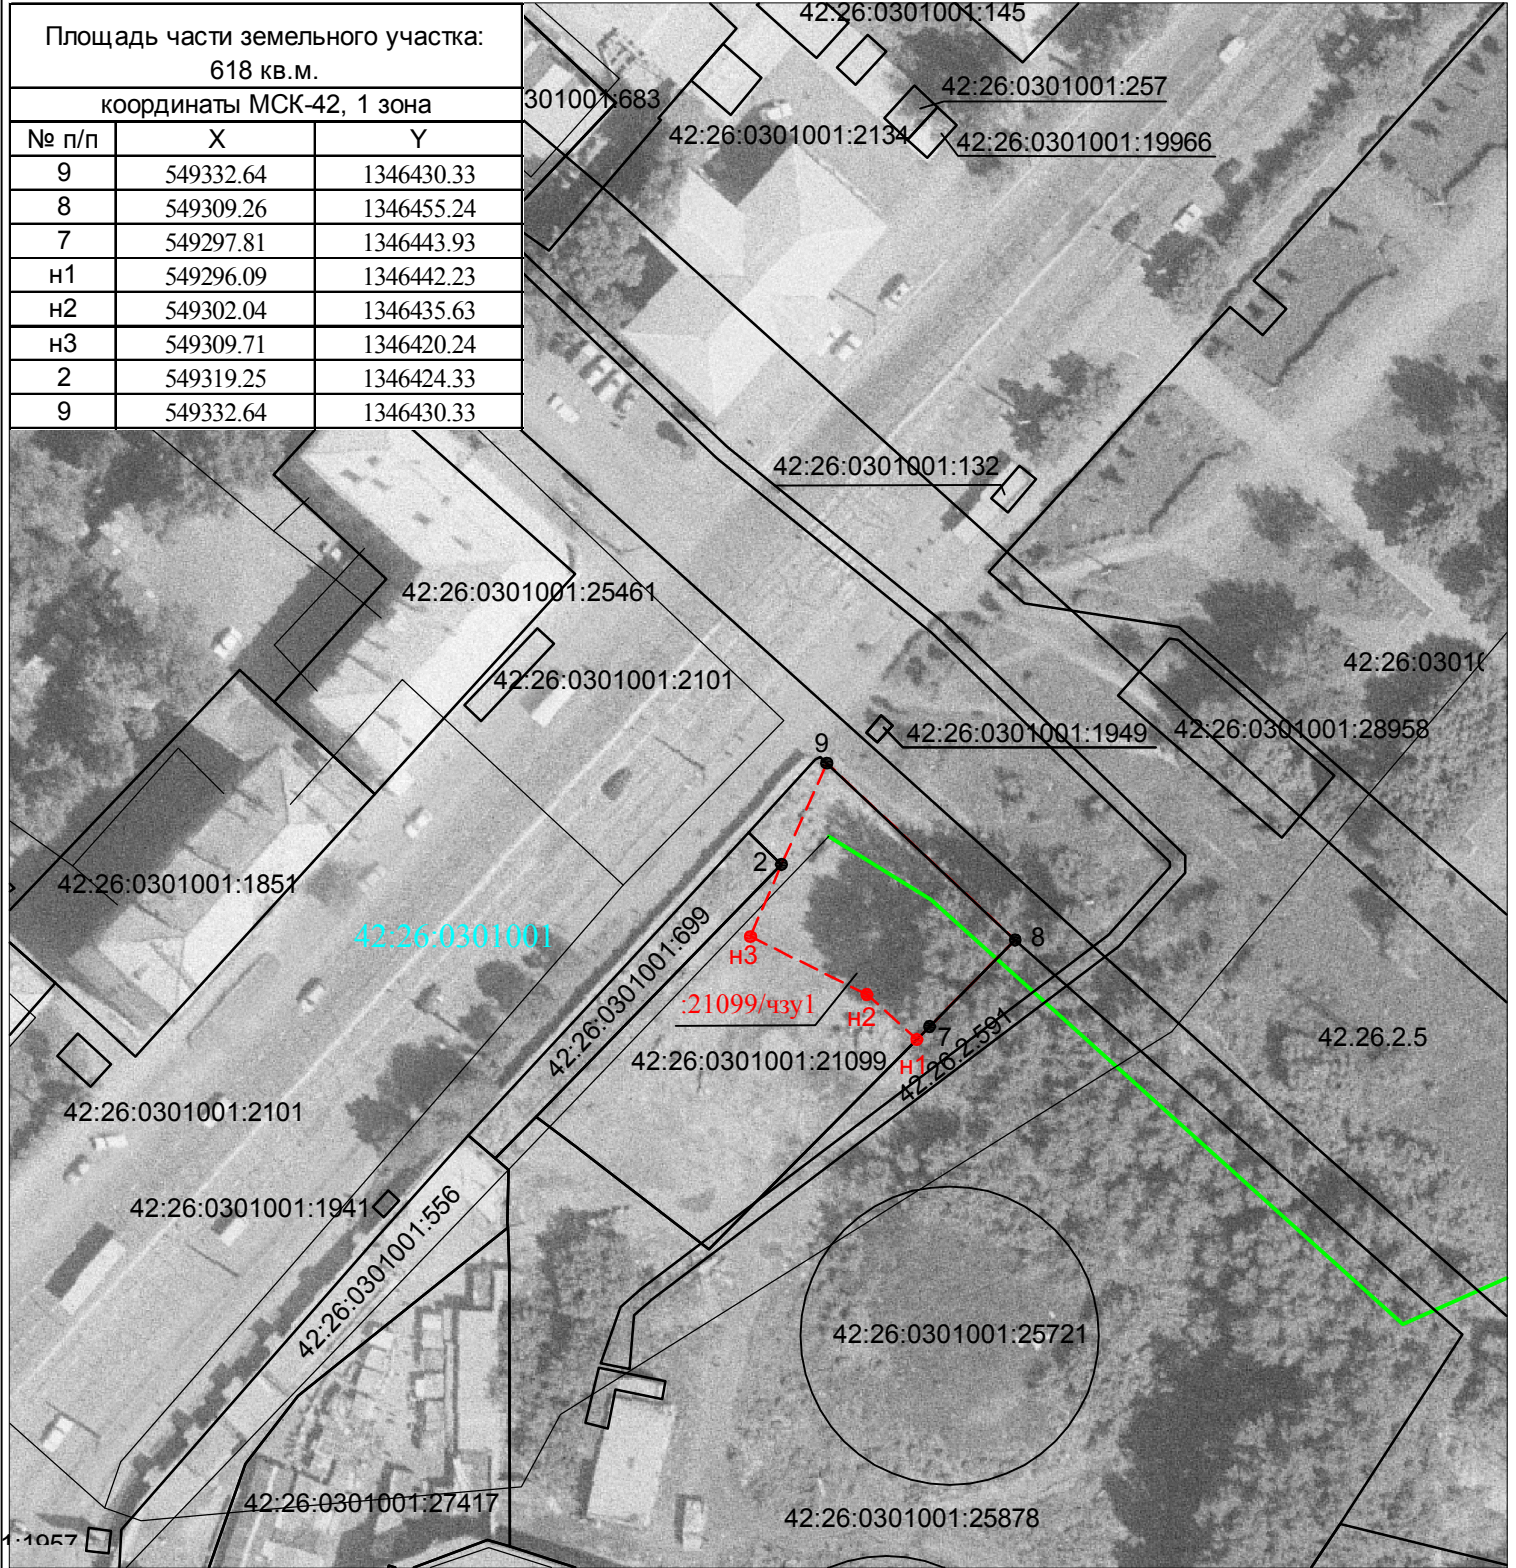 Площадь части земельного участка:
618 кв.м.
координаты МСК-42, 1 зона
№ п/п X Y
9 549332.64 1346430.33
8 549309.26 1346455.24
7 549297.81 1346443.93
н1 549296.09 1346442.23
н2 549302.04 1346435.63
н3 549309.71 1346420.24
2 549319.25 1346424.33
9 549332.64 1346430.33
42:26:0301001:145
42:26:0301001:257
301001:683
42:26:0301001:2134
42:26:0301001:19966
42:26:0301001:132
42:26:0301001:25461
42:26:0301001:2101
42:26:0301001:1949
42:26:0301001:28958
9
2
42:26:0301001:1851
42:26:0301001
42:26:0301001:699
8
н3
:21099/чзу1
н2
7
н1
42:26:0301001:21099
42:26.2.591
42.26.2.5
42:26:0301001:2101
42:26:0301001:1941
42:26:0301001:556
42:26:0301001:25721
42:26:0301001:27417
42:26:0301001:25878
1:1957